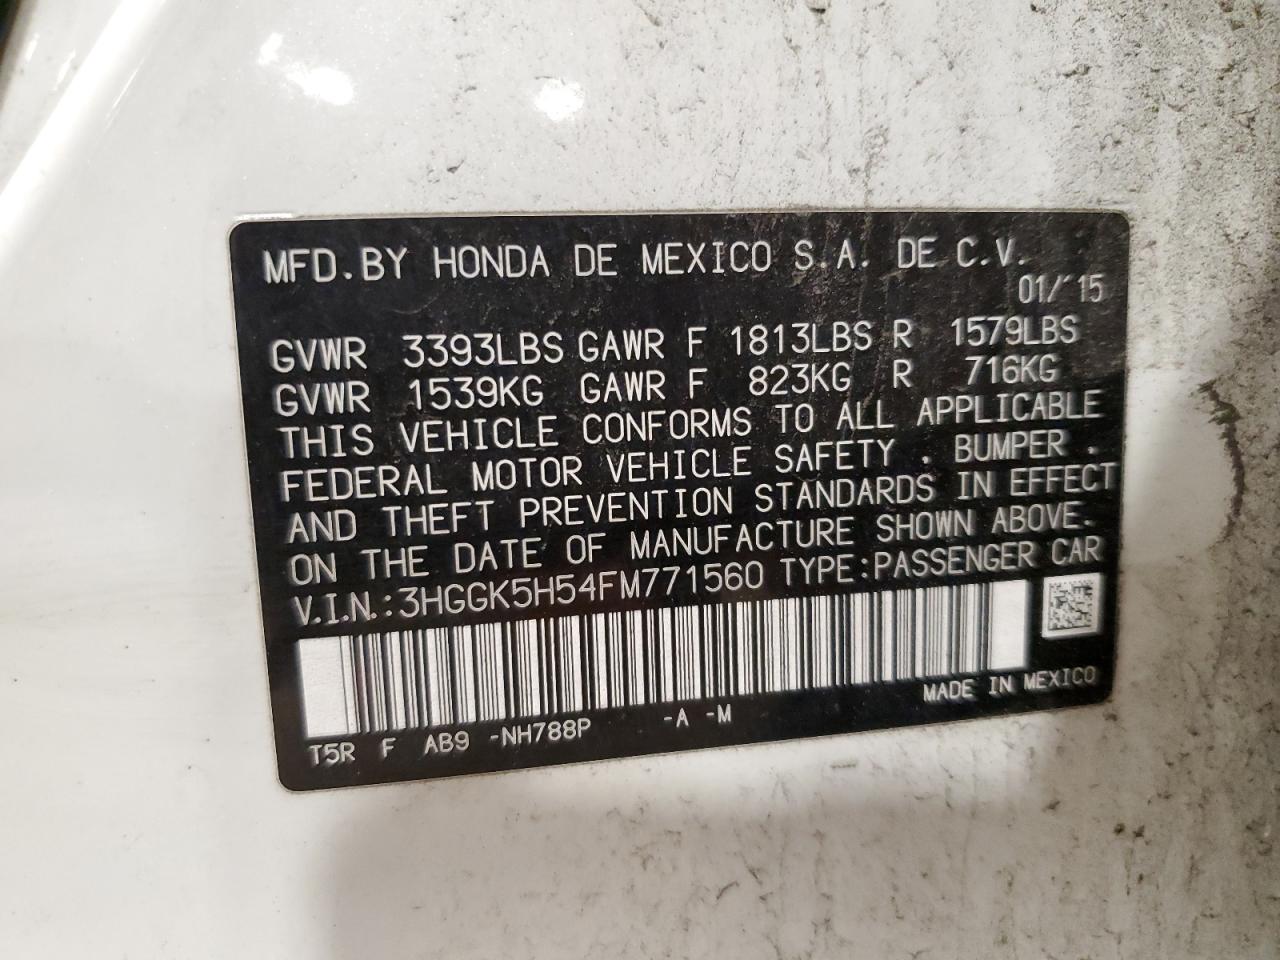 MFD.BY HONDA DE MEXICO S.A. DE C.V.
01/'15
GVWR 3393LBS GAWR F 1813LBS R 1579LBS
GVWR 1539KG GAWR F 823KG R 716KG
THIS VEHICLE CONFORMS TO ALL APPLICABLE
FEDERAL MOTOR VEHICLE SAFETY , BUMPER ,
AND THEFT PREVENTION STANDARDS IN EFFECT
ON THE DATE OF MANUFACTURE SHOWN ABOVE.
V.I.N.:3HGGK5H54FM771560 TYPE:PASSENGER CAR
MADE IN MEXICO
T5R F AB9 -NH788P -A -M